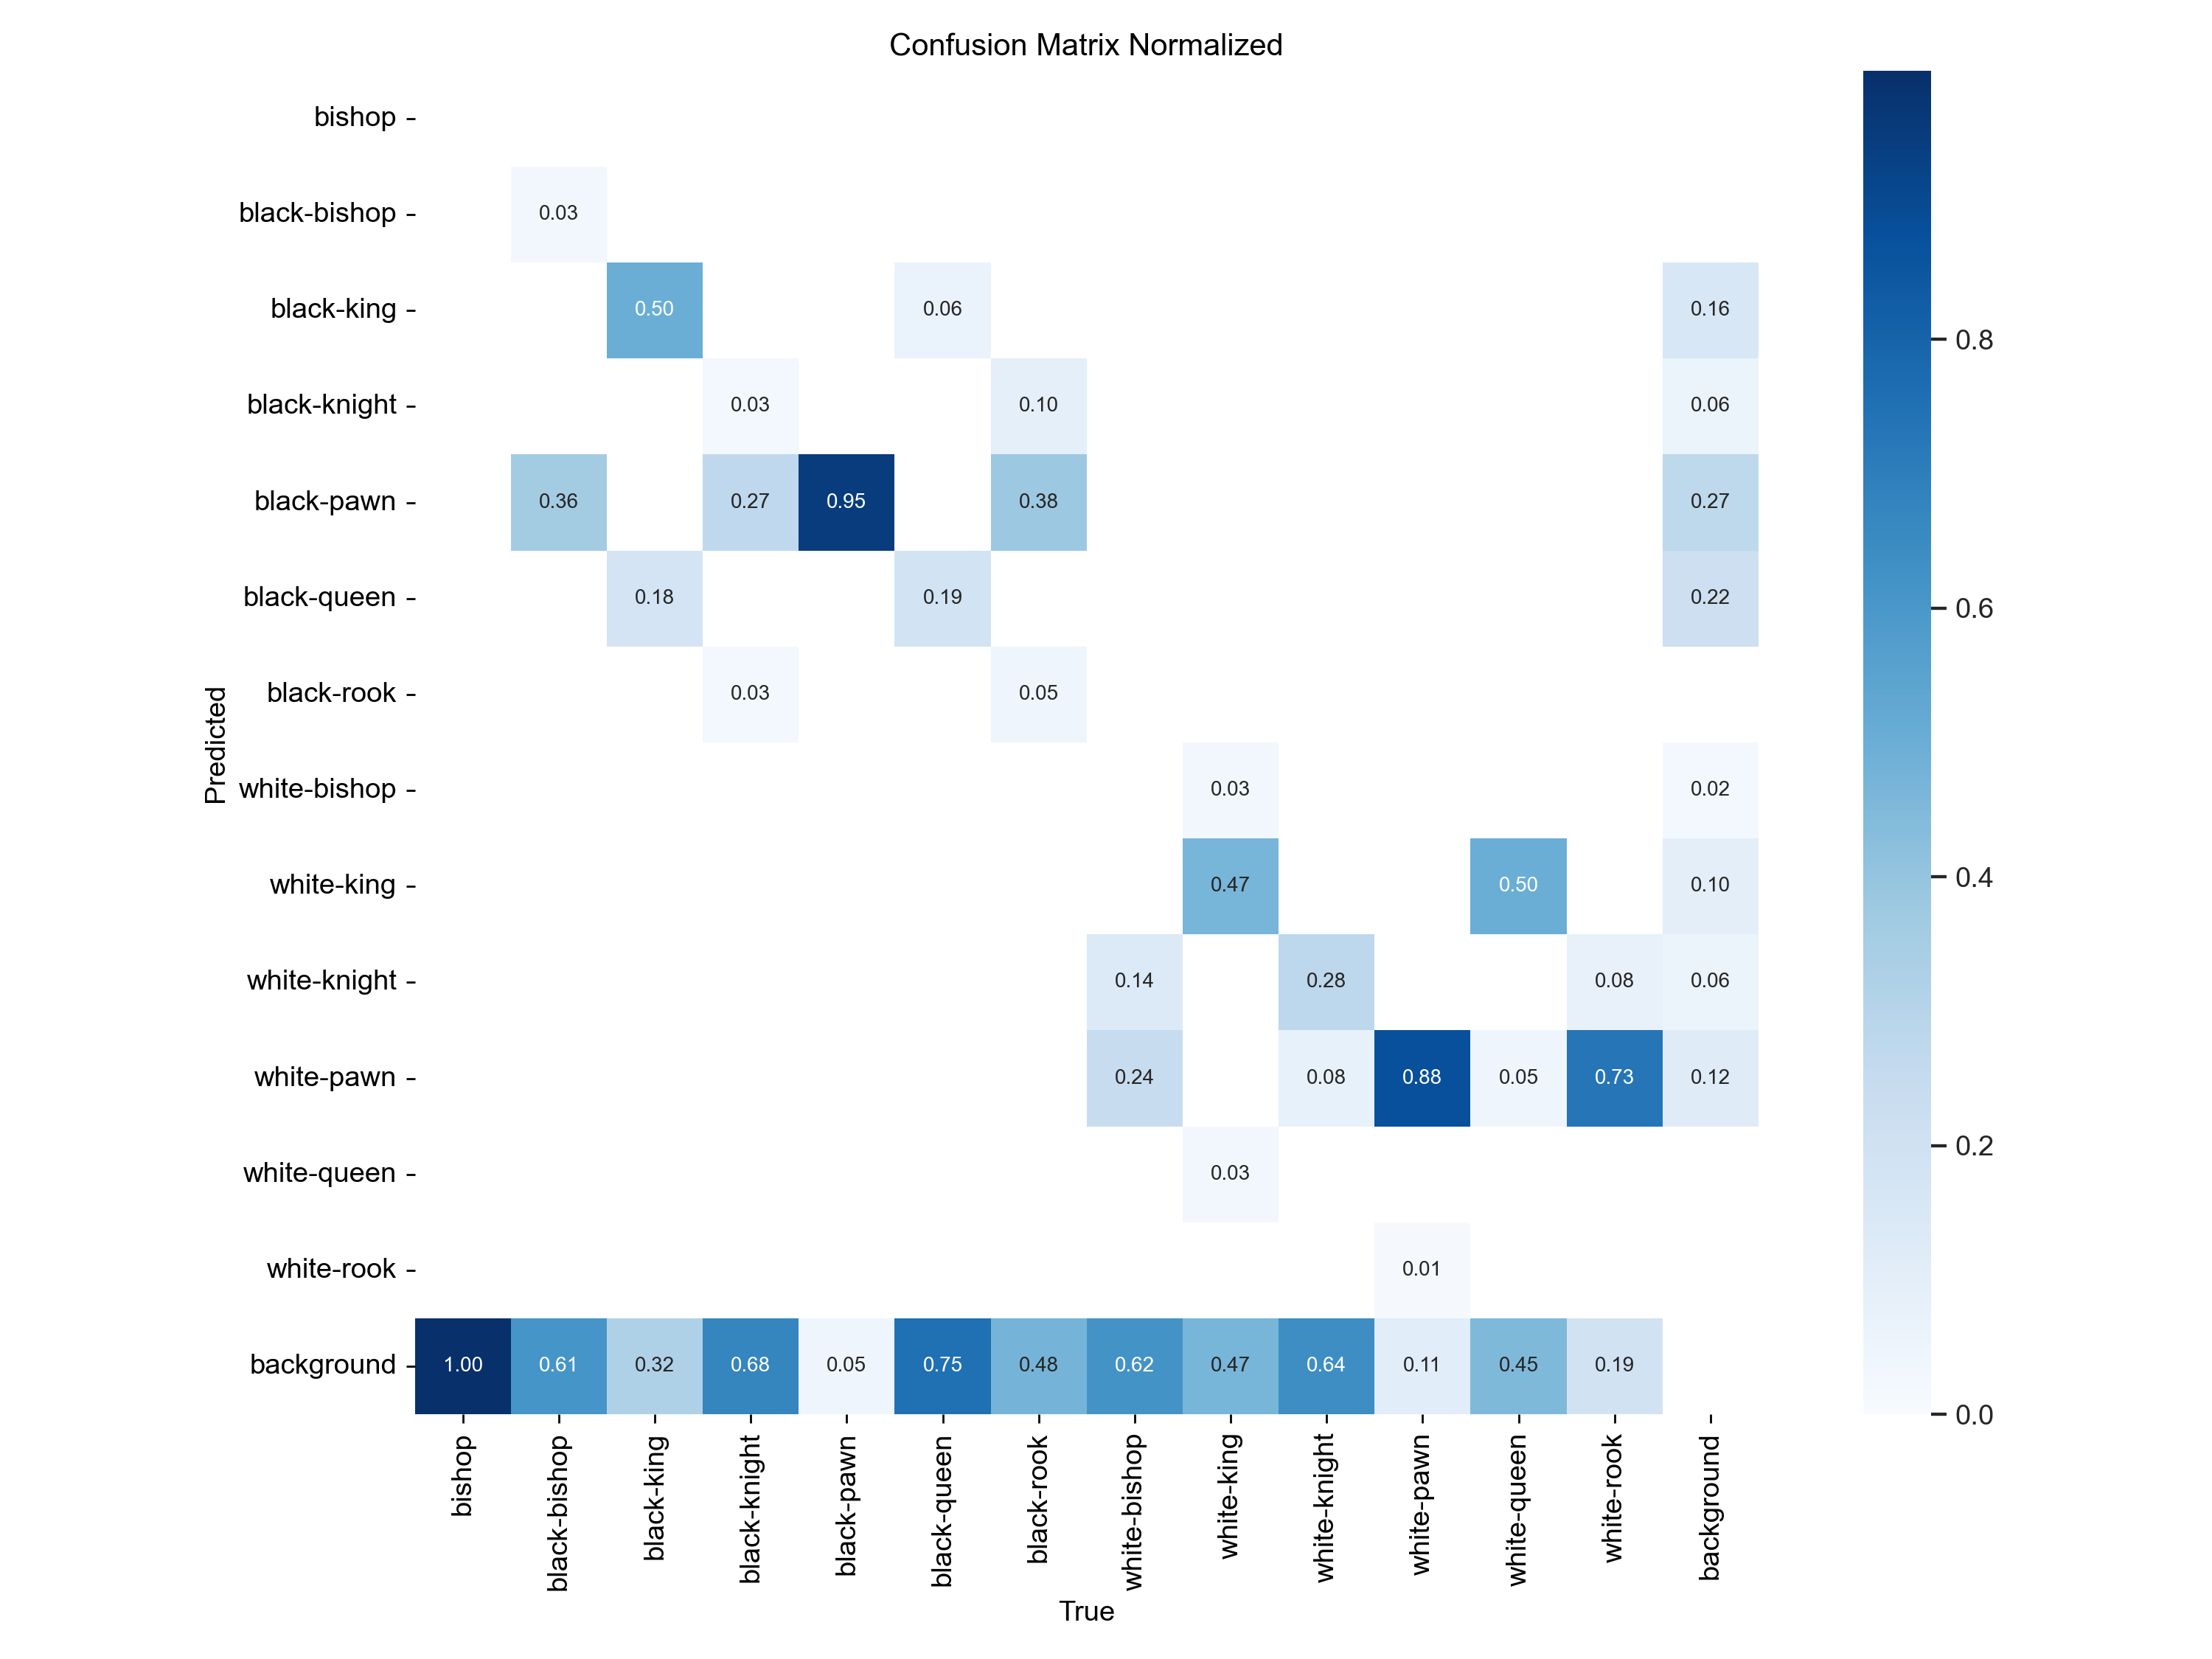 Confusion Matrix Normalized
bishop
black-bishop 0.03
black-king 0.50 0.06 0.16
black-knight 0.03 0.10 0.06
black-pawn 0.36 0.27 0.95 0.38 0.27
black-queen 0.18 0.19 0.22
black-rook 0.03 0.05
white-bishop 0.03 0.02
white-king 0.47 0.50 0.10
white-knight 0.14 0.28 0.08 0.06
white-pawn 0.24 0.08 0.88 0.05 0.73 0.12
white-queen 0.03
white-rook 0.01
background 1.00 0.61 0.32 0.68 0.05 0.75 0.48 0.62 0.47 0.64 0.11 0.45 0.19
Predicted
bishop
black-bishop
black-king
black-knight
black-pawn
black-queen
black-rook
white-bishop
white-king
white-knight
white-pawn
white-queen
white-rook
background
True
0.8
0.6
0.4
0.2
0.0